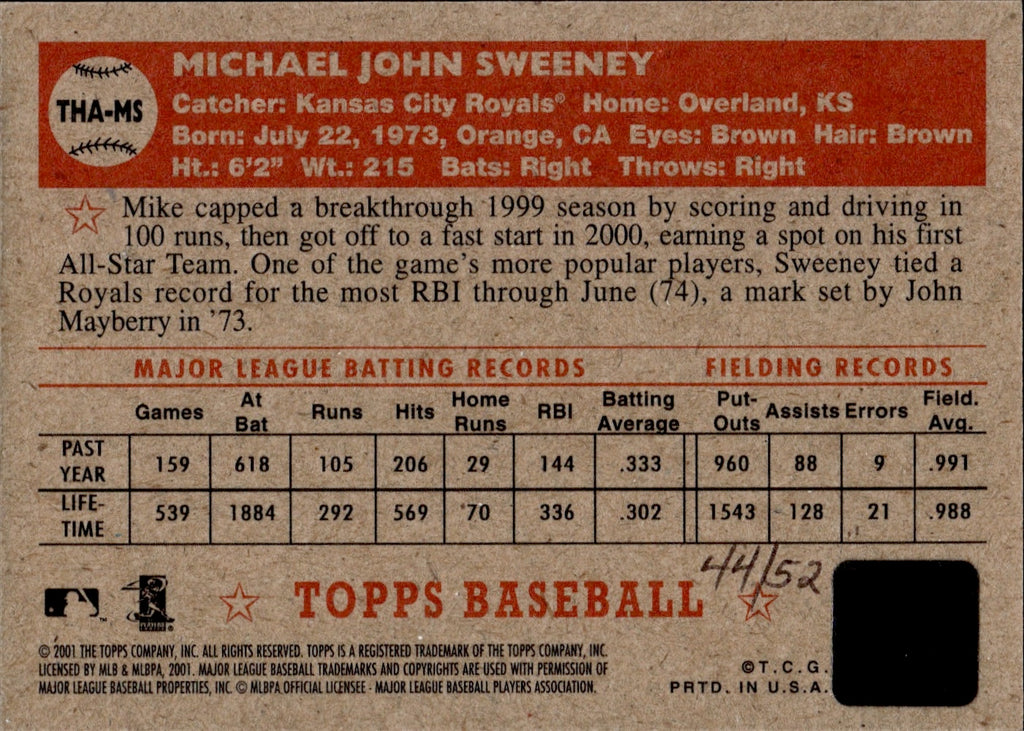 THA-MS
MICHAEL JOHN SWEENEY
Catcher: Kansas City Royals® Home: Overland, KS
Born: July 22, 1973, Orange, CA Eyes: Brown Hair: Brown
Ht.: 6'2" Wt.: 215 Bats: Right Throws: Right
Mike capped a breakthrough 1999 season by scoring and driving in
100 runs, then got off to a fast start in 2000, earning a spot on his first
All-Star Team. One of the game's more popular players, Sweeney tied a
Royals record for the most RBI through June (74), a mark set by John
Mayberry in '73.
MAJOR LEAGUE BATTING RECORDS FIELDING RECORDS
Games At Bat Runs Hits Home Runs RBI Batting Average Put-Outs Assists Errors Field. Avg.
PAST YEAR 159 618 105 206 29 144 .333 960 88 9 .991
LIFE-TIME 539 1884 292 569 70 336 .302 1543 128 21 .988
44/52
TOPPS BASEBALL
© 2001 THE TOPPS COMPANY, INC. ALL RIGHTS RESERVED. TOPPS IS A REGISTERED TRADEMARK OF THE TOPPS COMPANY, INC.
LICENSED BY MLB & MLBPA, 2001. MAJOR LEAGUE BASEBALL TRADEMARKS AND COPYRIGHTS ARE USED WITH PERMISSION OF
MAJOR LEAGUE BASEBALL PROPERTIES, INC. © MLBPA OFFICIAL LICENSEE - MAJOR LEAGUE BASEBALL PLAYERS ASSOCIATION.
© T.C.G.
PRTD. IN U.S.A.